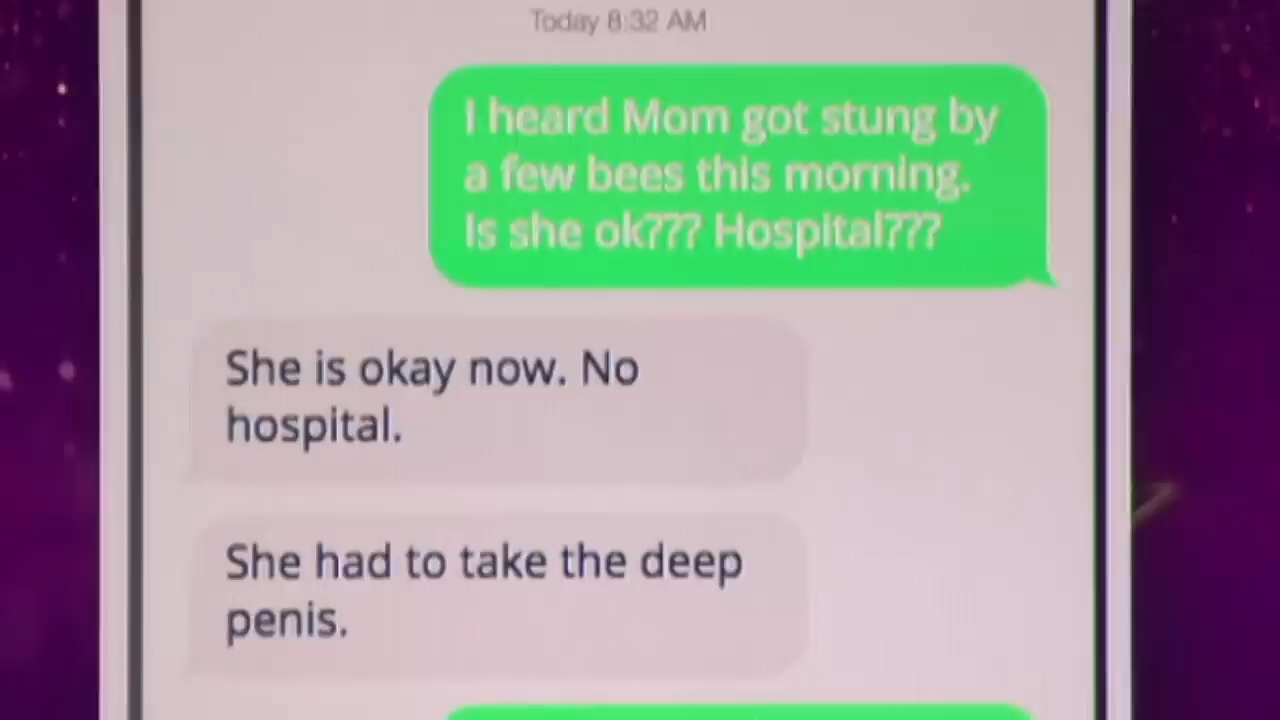 Today 8:32 AM
I heard Mom got stung by
a few bees this morning.
Is she ok??? Hospital???
She is okay now. No
hospital.
She had to take the deep
penis.